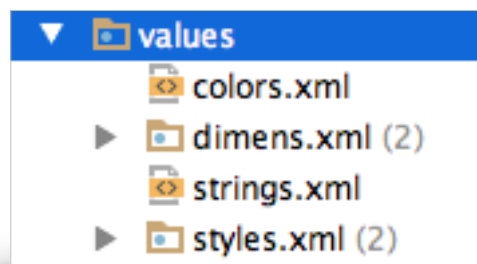 values
colors.xml
dimens.xml (2)
strings.xml
styles.xml (2)